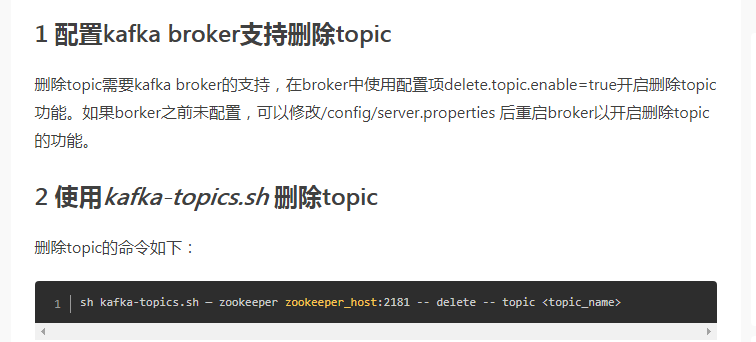 1 配置kafka broker支持删除topic
删除topic需要kafka broker的支持，在broker中使用配置项delete.topic.enable=true开启删除topic
功能。如果borker之前未配置，可以修改/config/server.properties 后重启broker以开启删除topic
的功能。
2 使用kafka-topics.sh 删除topic
删除topic的命令如下：
1 sh kafka-topics.sh — zookeeper zookeeper_host:2181 -- delete -- topic <topic_name>